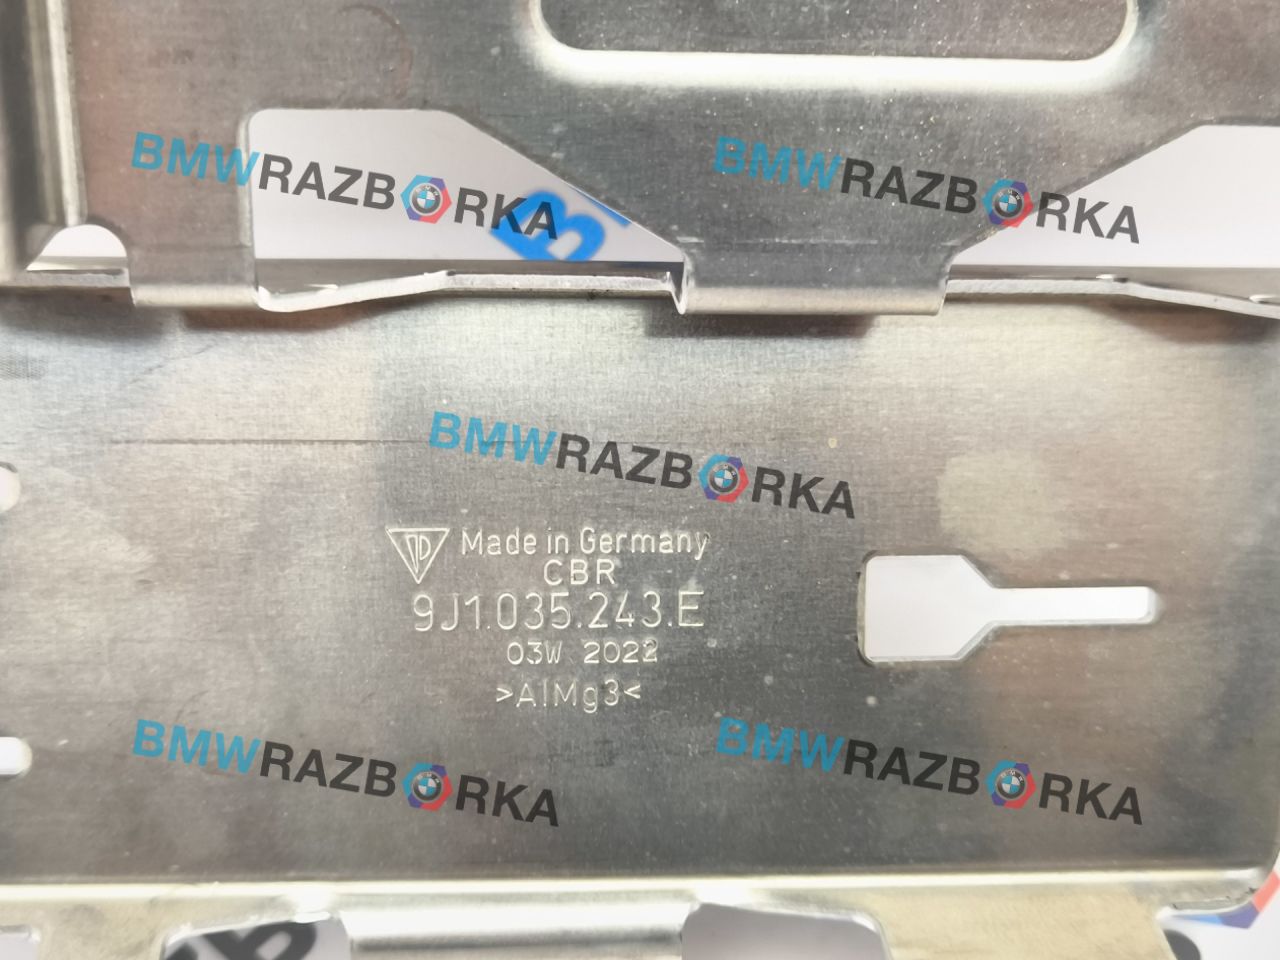 BMWRAZBORKA
BMWRAZBORKA
BMWRAZBORKA
Made in Germany
CBR
9J1.035.243.E
03W 2022
>AlMg3<
BMWRAZBORKA
BMWRAZBORKA